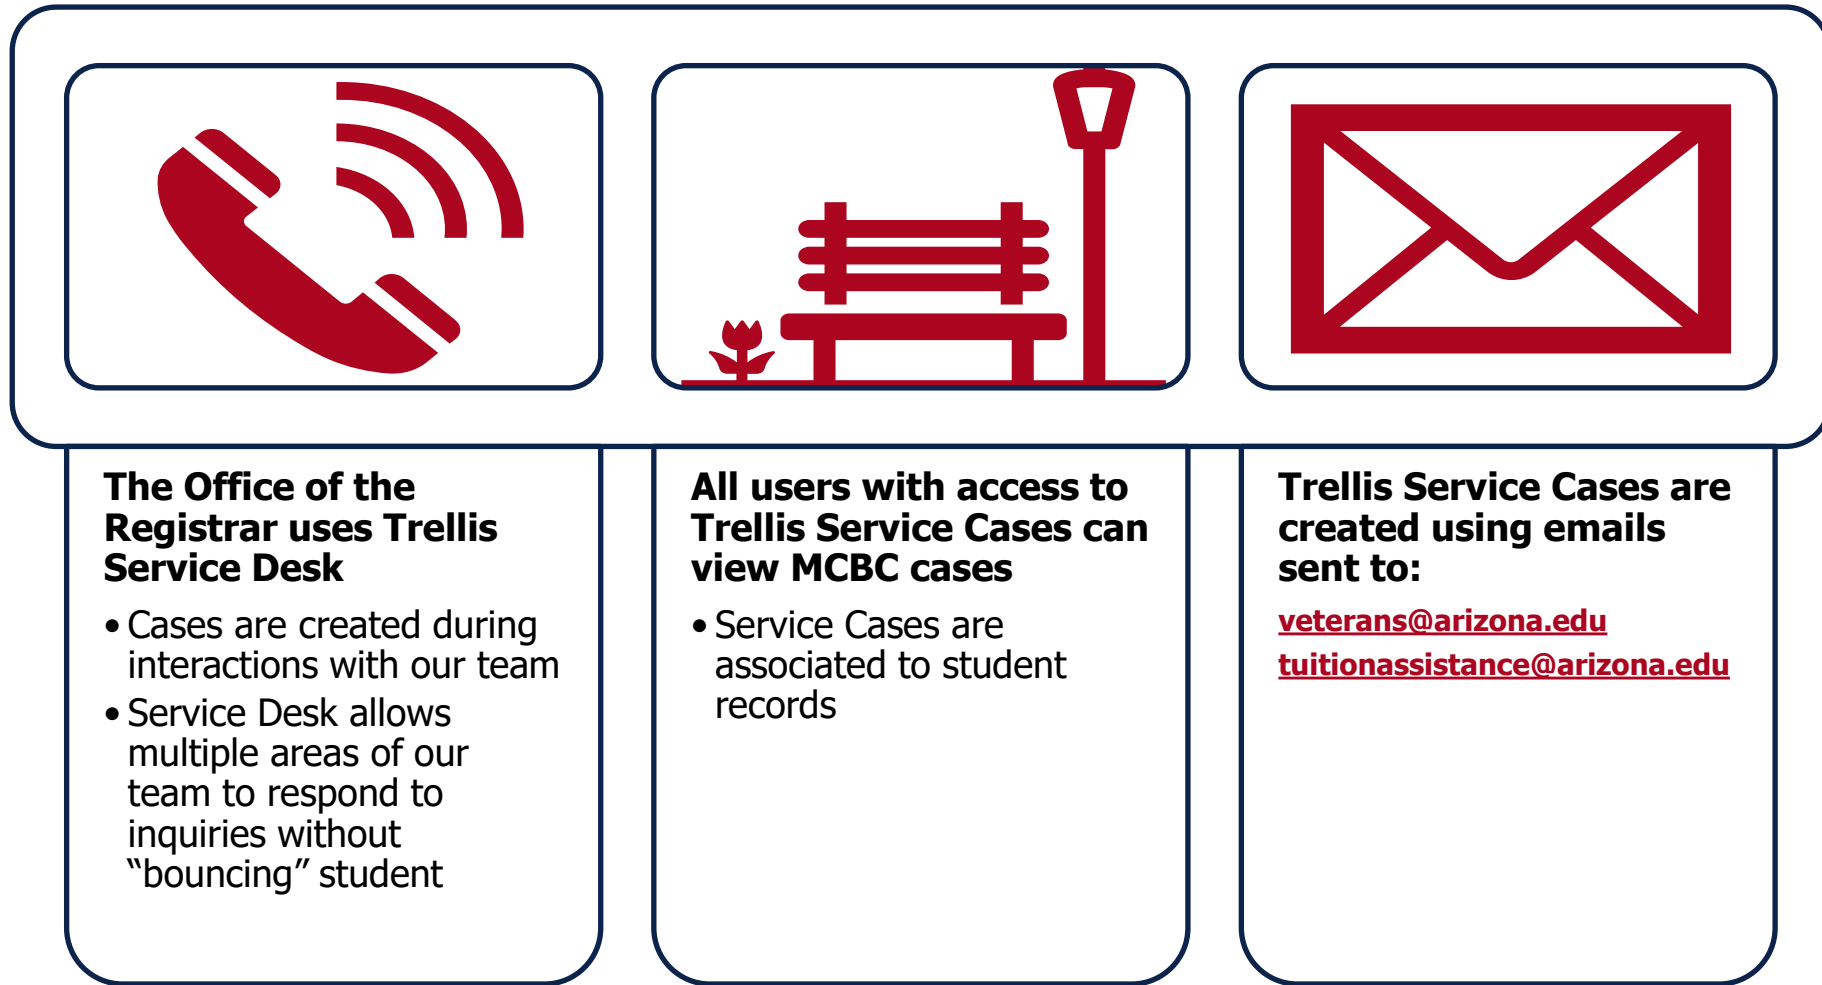 The Office of the
Registrar uses Trellis
Service Desk
• Cases are created during
interactions with our team
• Service Desk allows
multiple areas of our
team to respond to
inquiries without
“bouncing” student
All users with access to
Trellis Service Cases can
view MCBC cases
• Service Cases are
associated to student
records
Trellis Service Cases are
created using emails
sent to:
veterans@arizona.edu
tuitionassistance@arizona.edu